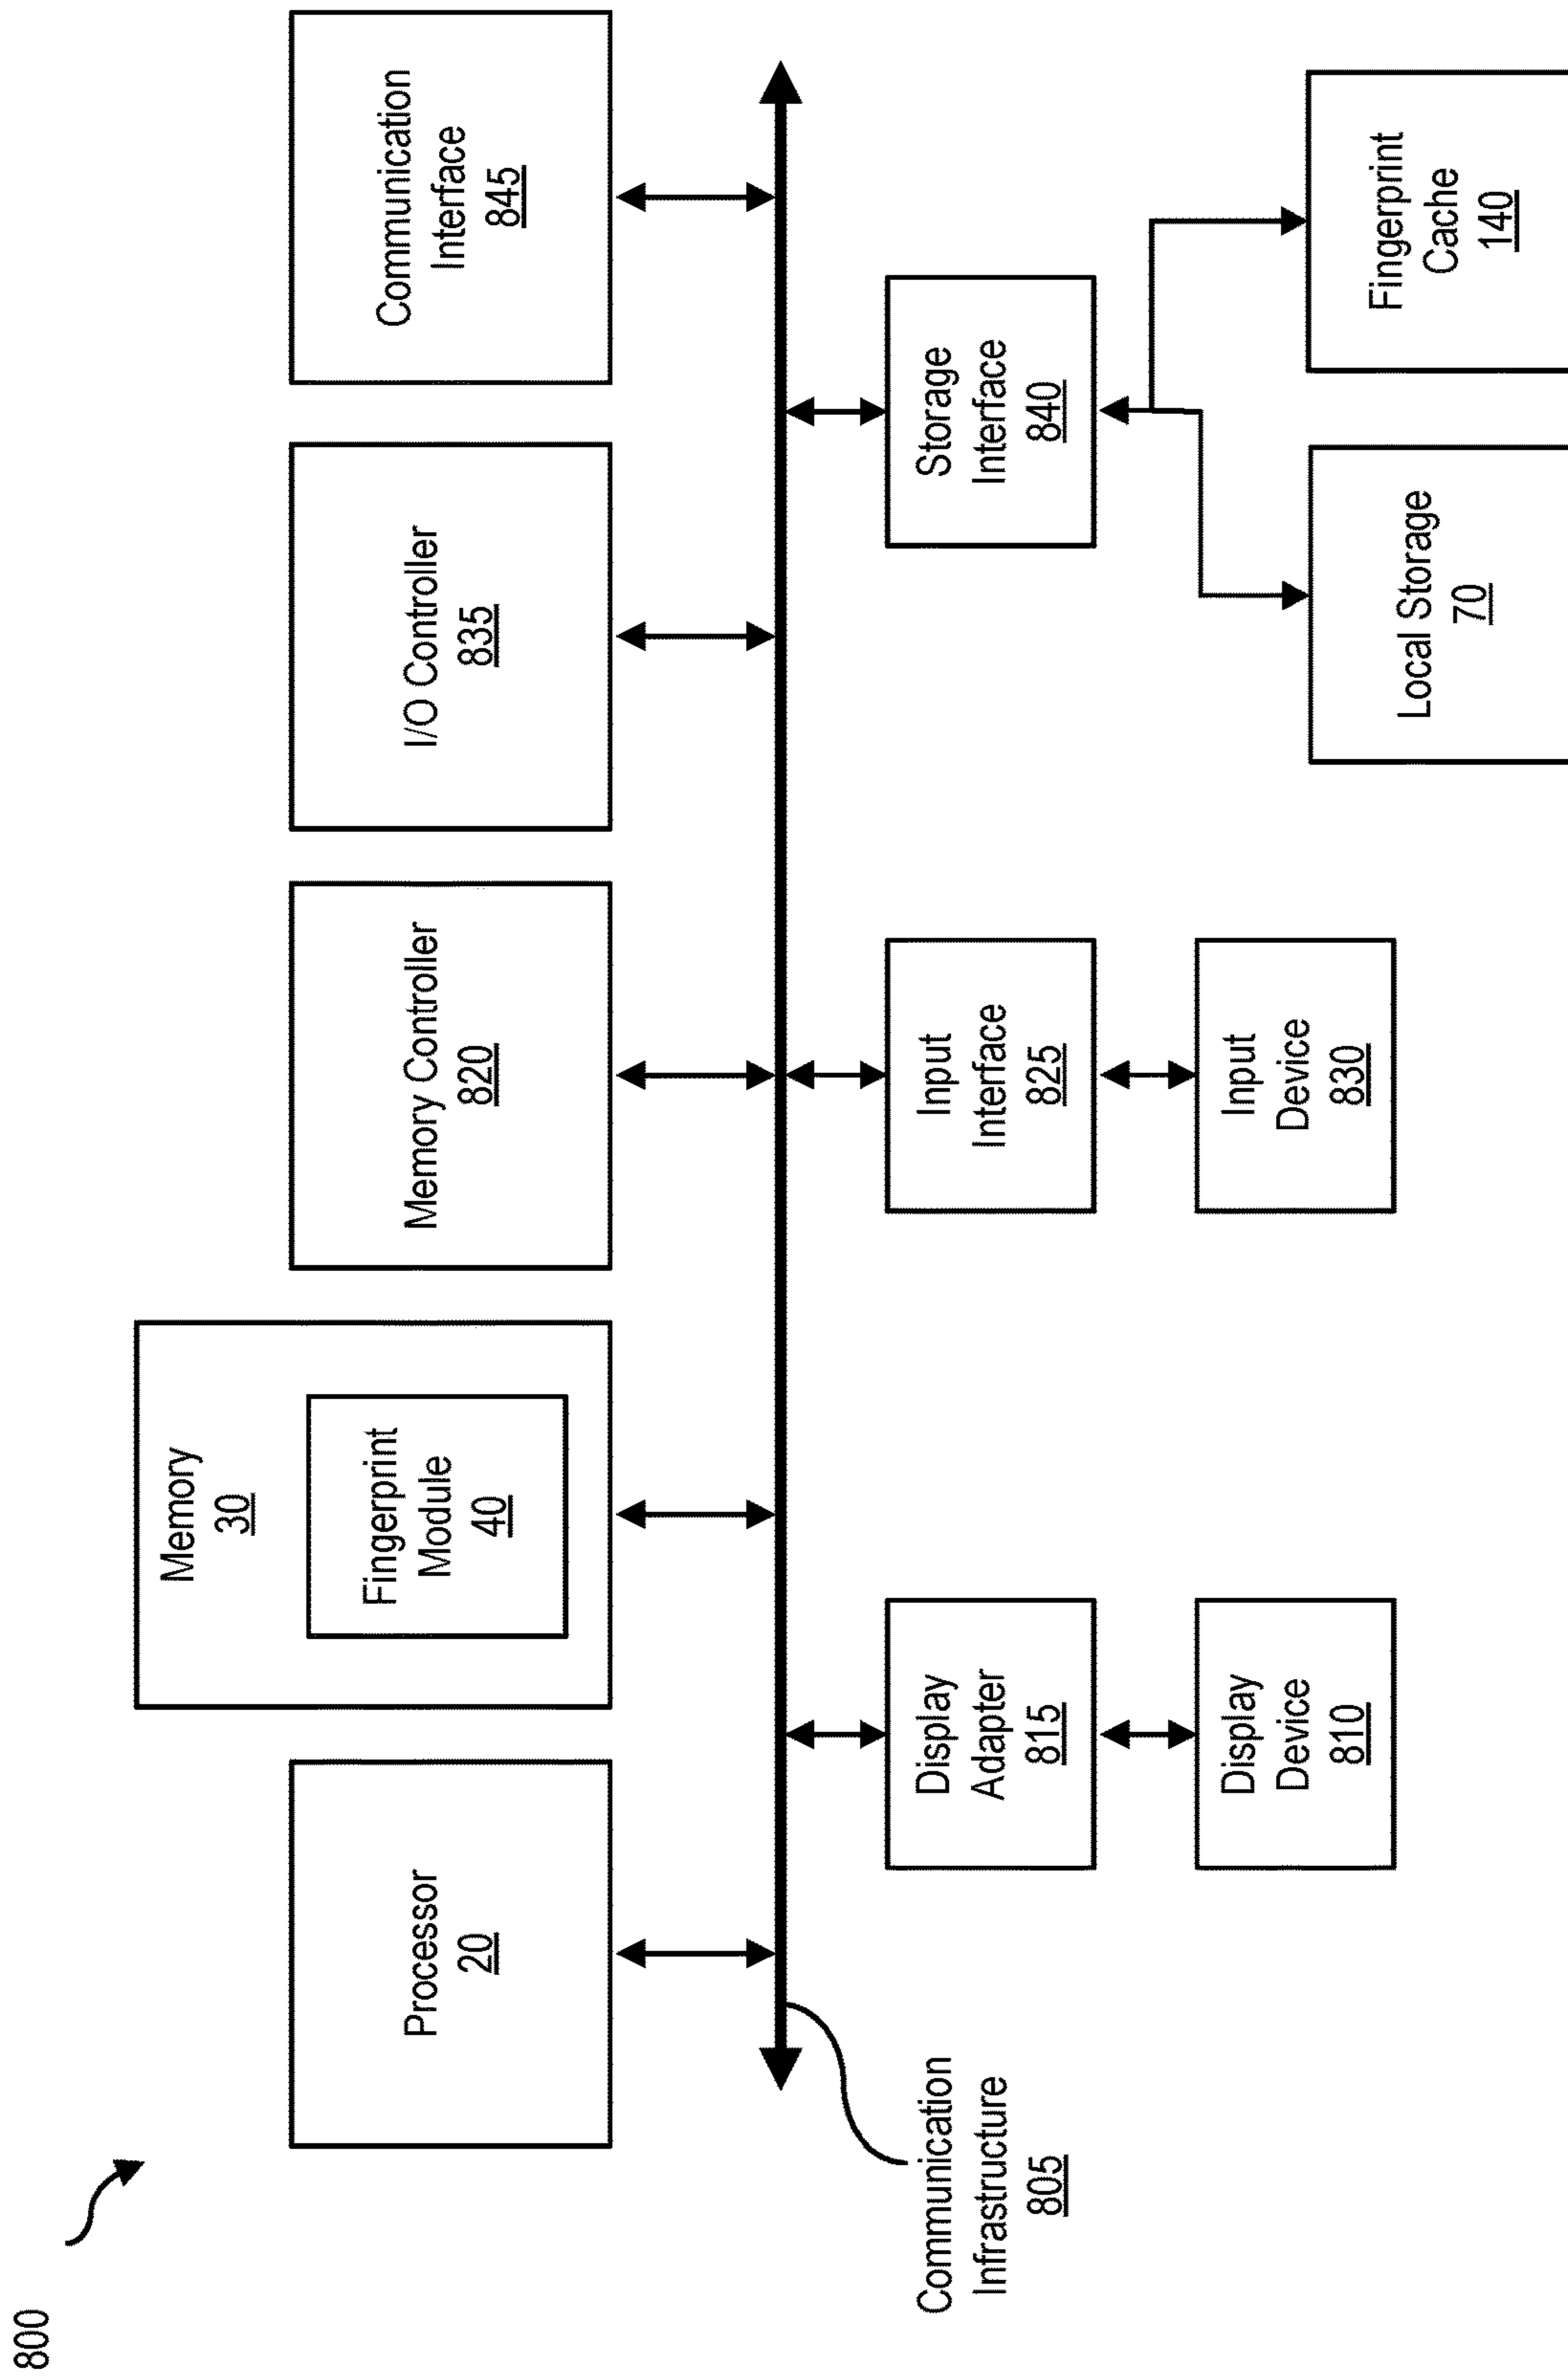 800
Processor
20
Memory
30
Fingerprint
Module
40
Memory Controller
820
I/O Controller
835
Communication
Interface
845
Communication
Infrastructure
805
Display
Adapter
815
Display
Device
810
Input
Interface
825
Input
Device
830
Storage
Interface
840
Local Storage
70
Fingerprint
Cache
140